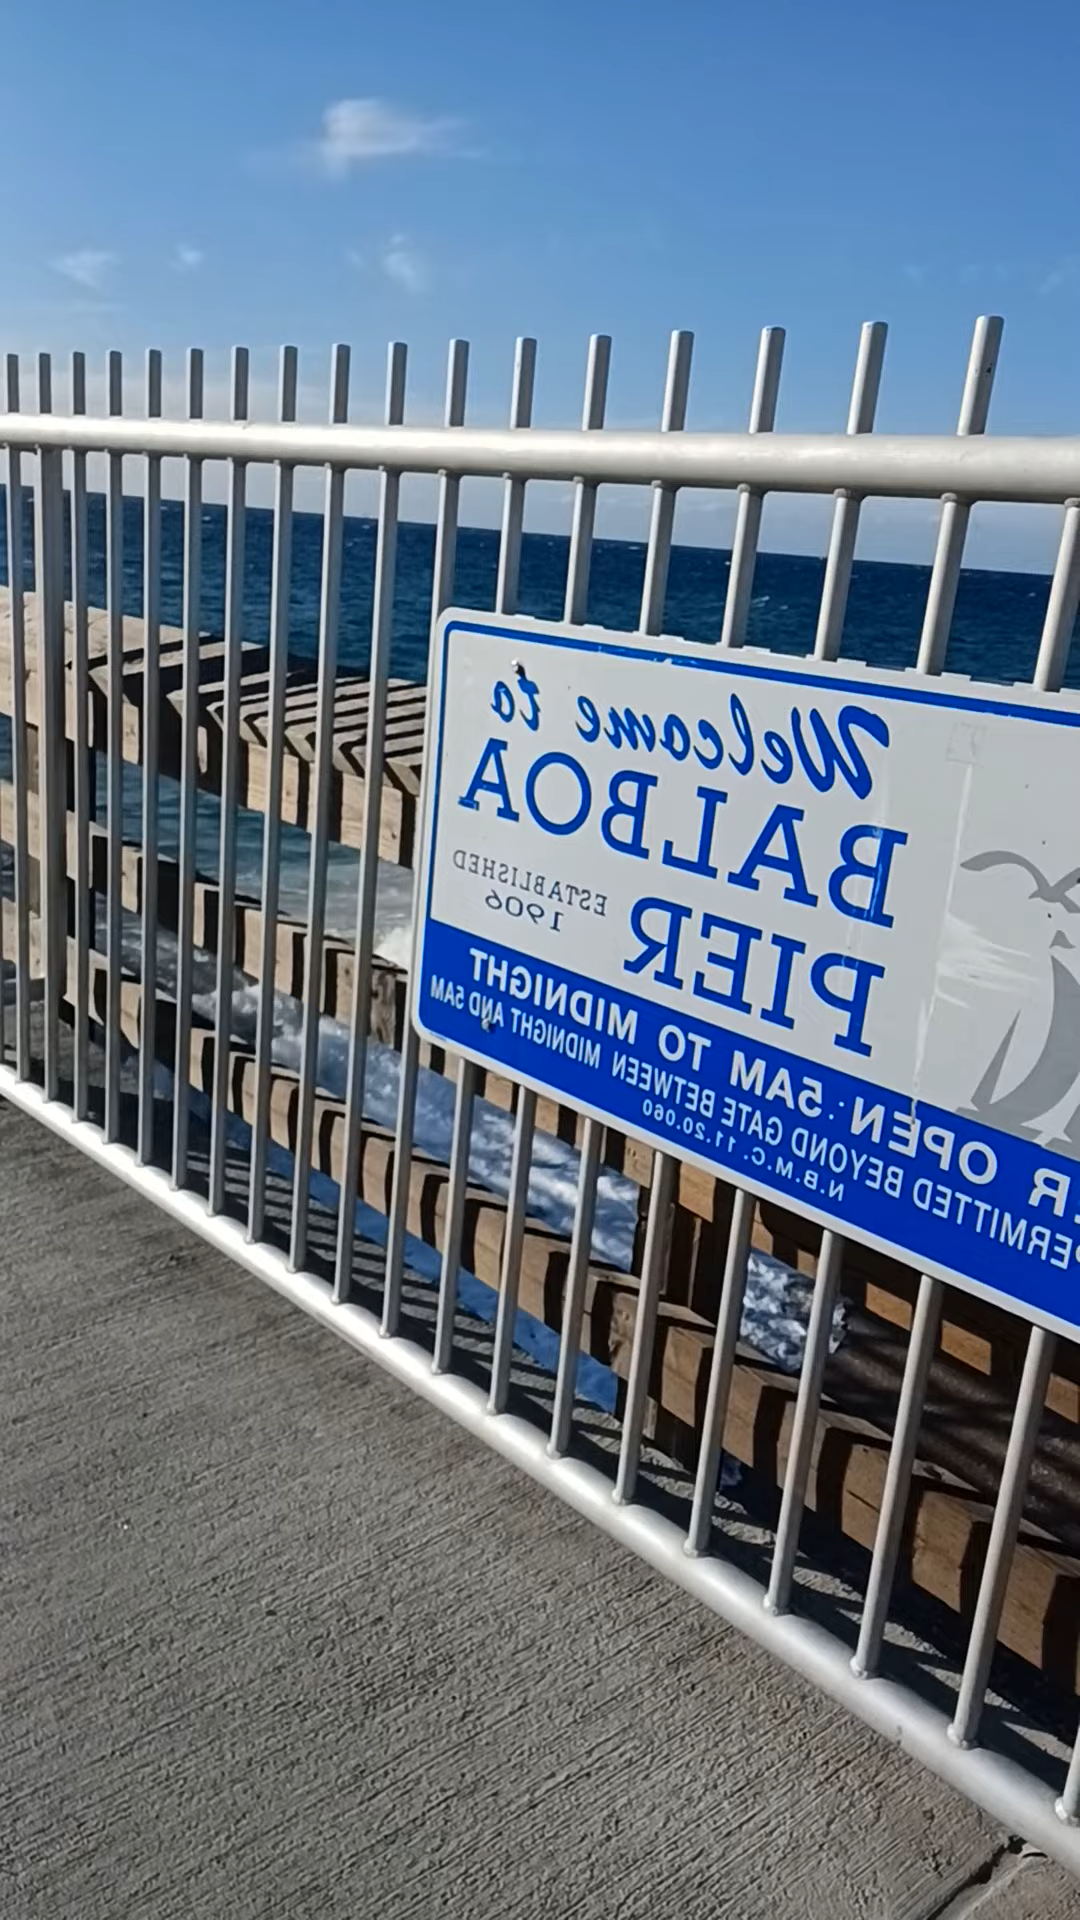 Welcome to
BALBOA
PIER
ESTABLISHED
1906
R OPEN: 5AM TO MIDNIGHT
PERMITTED BEYOND GATE BETWEEN MIDNIGHT AND 5AM
N.B.M.C. 11.20.060